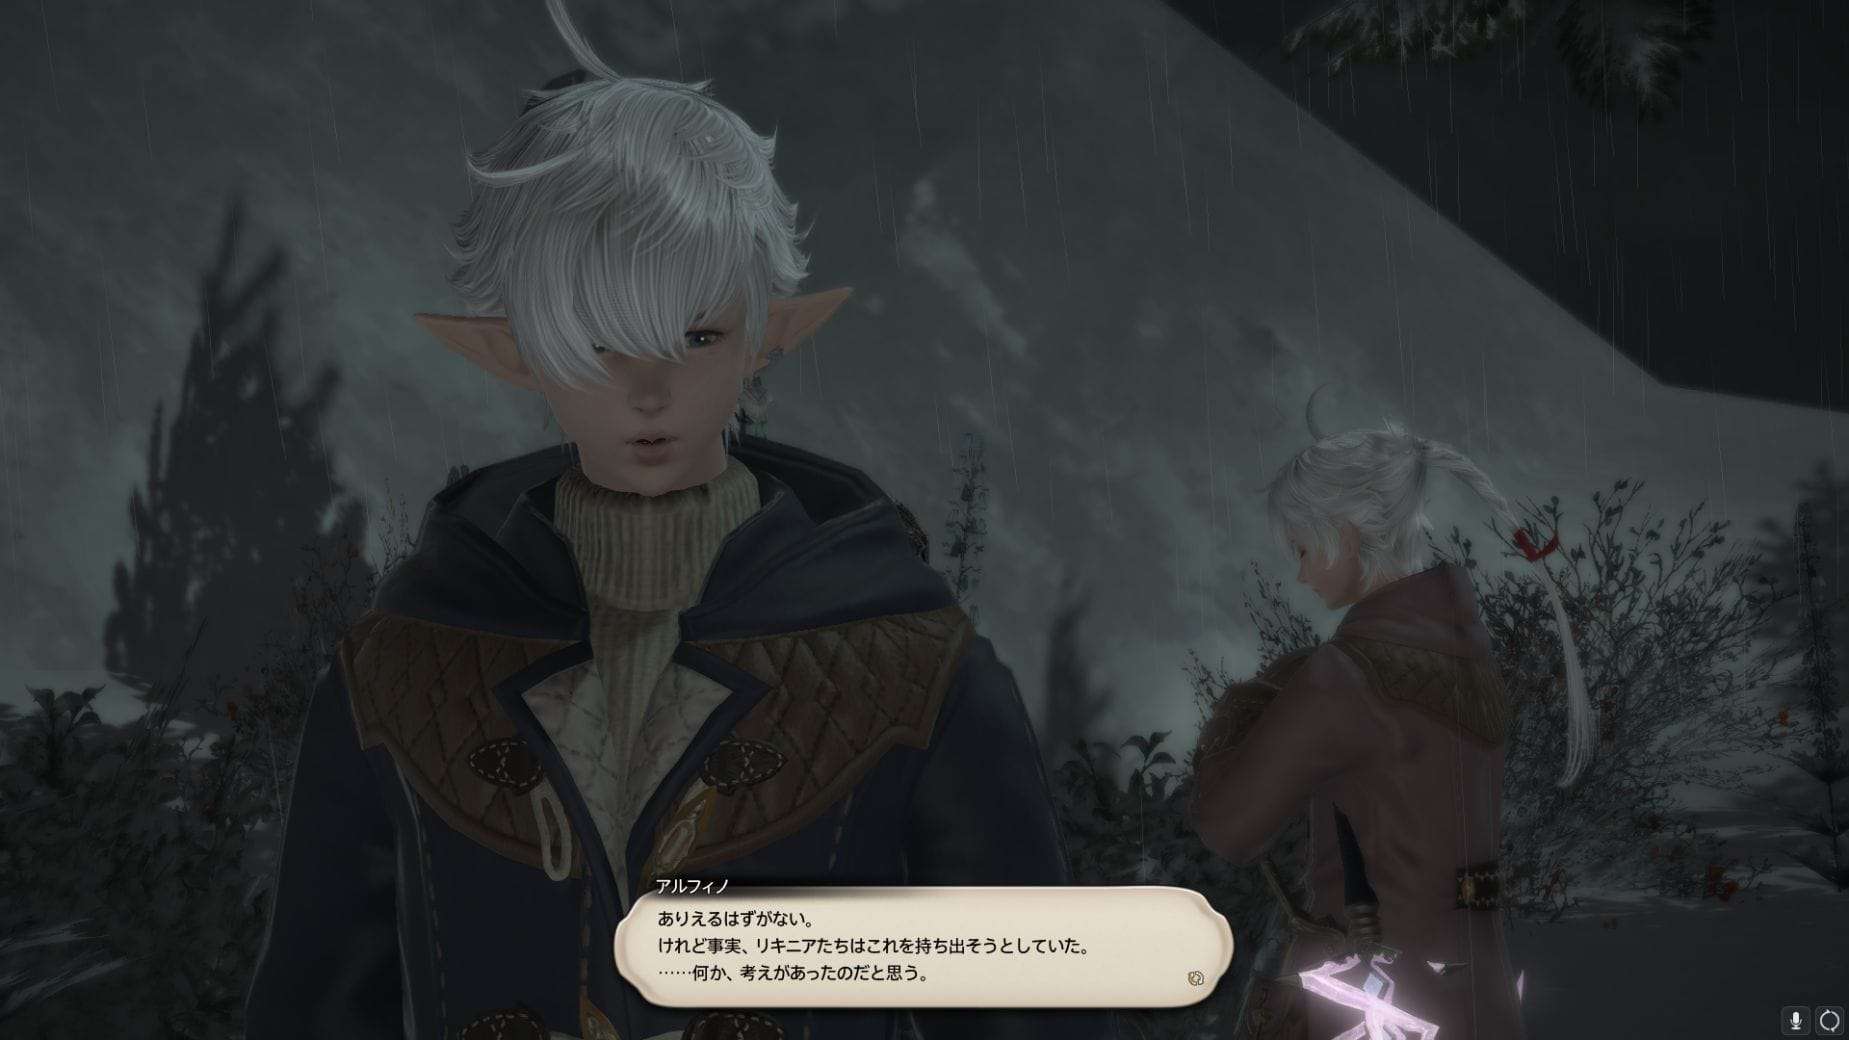 アルフィノ
ありえるはずがない。
けれど事実、リキニアたちはこれを持ち出そうとしていた。
……何か、考えがあったのだと思う。